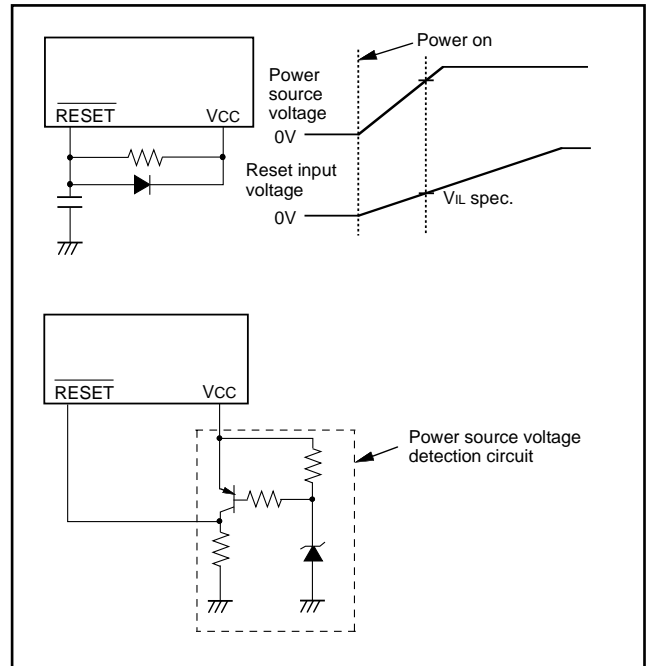 Power on
Power
source
voltage
0V
RESET VCC
Reset input
voltage
0V
VIL spec.
RESET VCC
Power source voltage
detection circuit